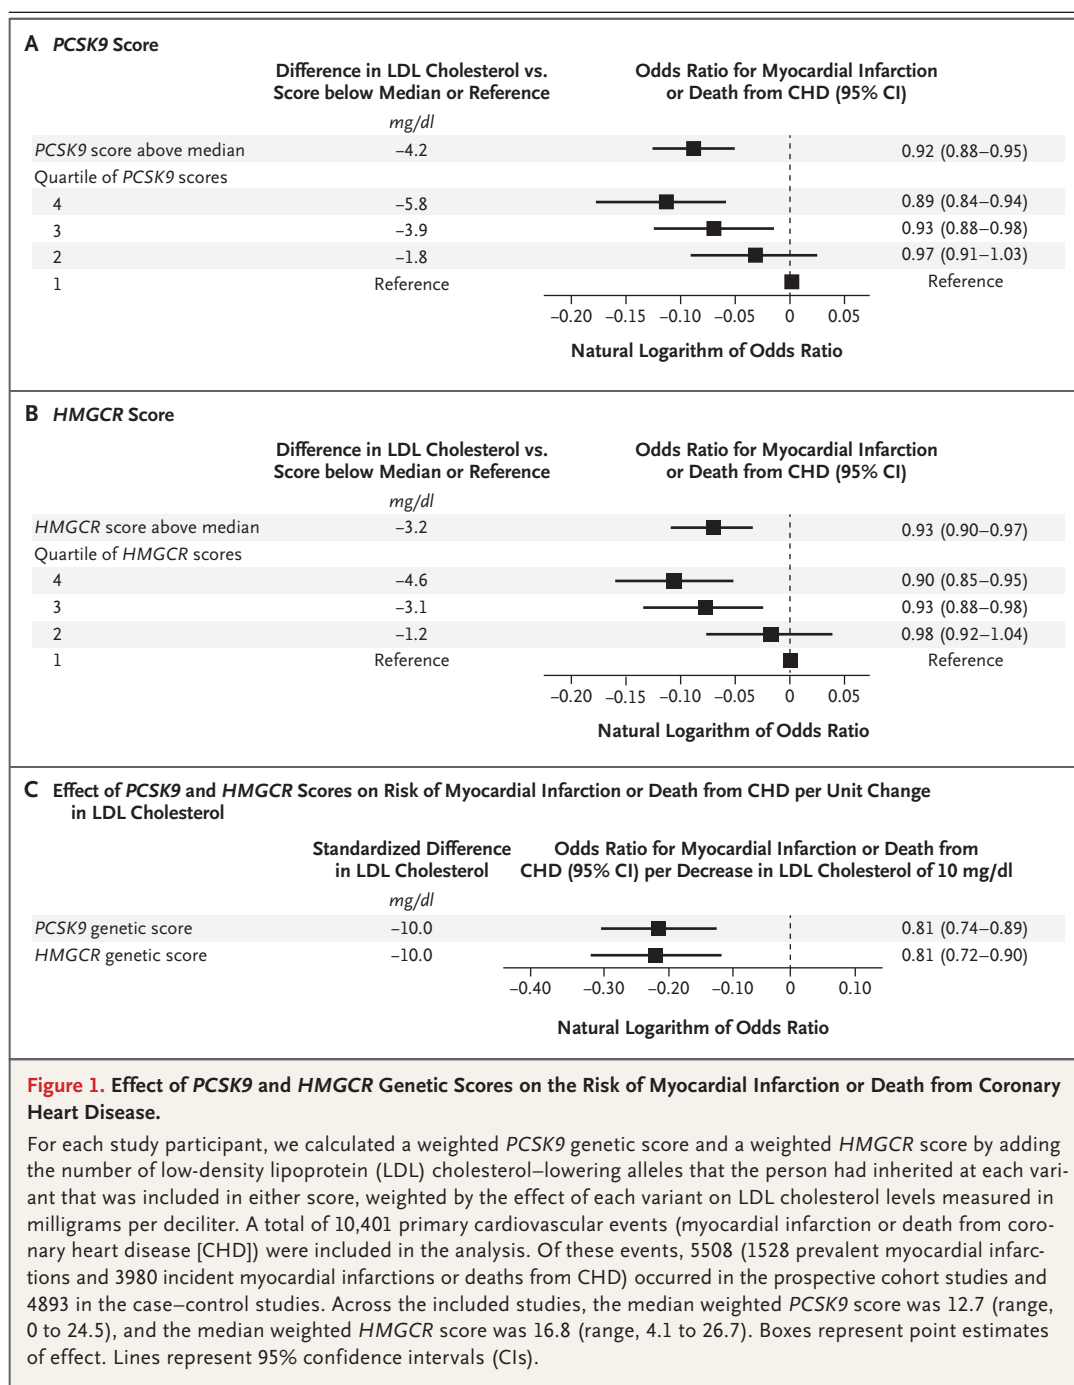 A PCSK9 Score
Difference in LDL Cholesterol vs. Score below Median or Reference
Odds Ratio for Myocardial Infarction or Death from CHD (95% CI)
mg/dl
PCSK9 score above median –4.2 0.92 (0.88–0.95)
Quartile of PCSK9 scores
4 –5.8 0.89 (0.84–0.94)
3 –3.9 0.93 (0.88–0.98)
2 –1.8 0.97 (0.91–1.03)
1 Reference Reference
–0.20 –0.15 –0.10 –0.05 0 0.05
Natural Logarithm of Odds Ratio
B HMGCR Score
Difference in LDL Cholesterol vs. Score below Median or Reference
Odds Ratio for Myocardial Infarction or Death from CHD (95% CI)
mg/dl
HMGCR score above median –3.2 0.93 (0.90–0.97)
Quartile of HMGCR scores
4 –4.6 0.90 (0.85–0.95)
3 –3.1 0.93 (0.88–0.98)
2 –1.2 0.98 (0.92–1.04)
1 Reference Reference
–0.20 –0.15 –0.10 –0.05 0 0.05
Natural Logarithm of Odds Ratio
C Effect of PCSK9 and HMGCR Scores on Risk of Myocardial Infarction or Death from CHD per Unit Change
in LDL Cholesterol
Standardized Difference in LDL Cholesterol
Odds Ratio for Myocardial Infarction or Death from CHD (95% CI) per Decrease in LDL Cholesterol of 10 mg/dl
mg/dl
PCSK9 genetic score –10.0 0.81 (0.74–0.89)
HMGCR genetic score –10.0 0.81 (0.72–0.90)
–0.40 –0.30 –0.20 –0.10 0 0.10
Natural Logarithm of Odds Ratio
Figure 1. Effect of PCSK9 and HMGCR Genetic Scores on the Risk of Myocardial Infarction or Death from Coronary
Heart Disease.
For each study participant, we calculated a weighted PCSK9 genetic score and a weighted HMGCR score by adding
the number of low-density lipoprotein (LDL) cholesterol–lowering alleles that the person had inherited at each vari-
ant that was included in either score, weighted by the effect of each variant on LDL cholesterol levels measured in
milligrams per deciliter. A total of 10,401 primary cardiovascular events (myocardial infarction or death from coro-
nary heart disease [CHD]) were included in the analysis. Of these events, 5508 (1528 prevalent myocardial infarc-
tions and 3980 incident myocardial infarctions or deaths from CHD) occurred in the prospective cohort studies and
4893 in the case–control studies. Across the included studies, the median weighted PCSK9 score was 12.7 (range,
0 to 24.5), and the median weighted HMGCR score was 16.8 (range, 4.1 to 26.7). Boxes represent point estimates
of effect. Lines represent 95% confidence intervals (CIs).